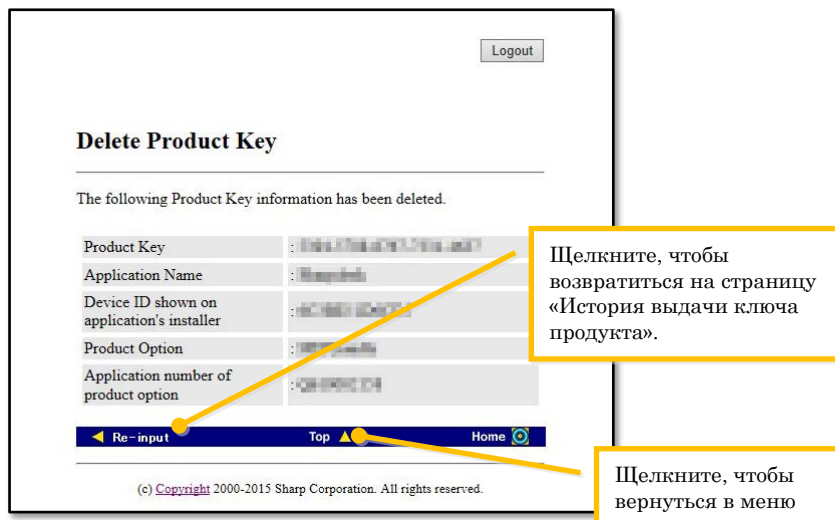 Logout
Delete Product Key
The following Product Key information has been deleted.
Product Key :
Application Name :
Device ID shown on
application's installer :
Product Option :
Application number of
product option :
Щелкните, чтобы
возвратиться на страницу
«История выдачи ключа
продукта».
Re-input Top Home
Щелкните, чтобы
вернуться в меню
(c) Copyright 2000-2015 Sharp Corporation. All rights reserved.